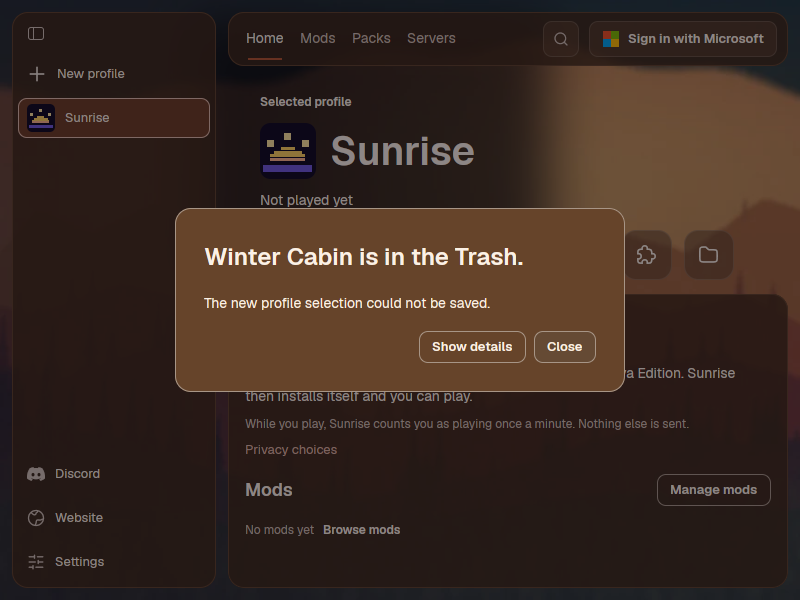 New profile
Sunrise
Discord
Website
Settings
Home
Mods
Packs
Servers
Sign in with Microsoft
Selected profile
Sunrise
Not played yet
Winter Cabin is in the Trash.
The new profile selection could not be saved.
Show details
Close
Edition. Sunrise
then installs itself and you can play.
While you play, Sunrise counts you as playing once a minute. Nothing else is sent.
Privacy choices
Mods
Manage mods
No mods yet Browse mods